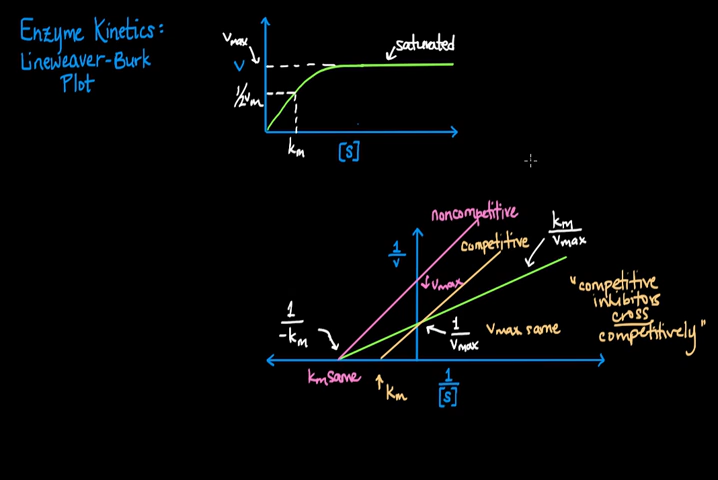 Enzyme Kinetics:
Lineweaver-Burk
Plot
Vmax
V
1/2Vm
saturated
km
[S]
noncompetitive
competitive
km
Vmax
1
V
↓Vmax
"competitive
inhibitors
cross
competitively"
1
-km
1
Vmax
Vmax same
km same
↑ km
1
[S]